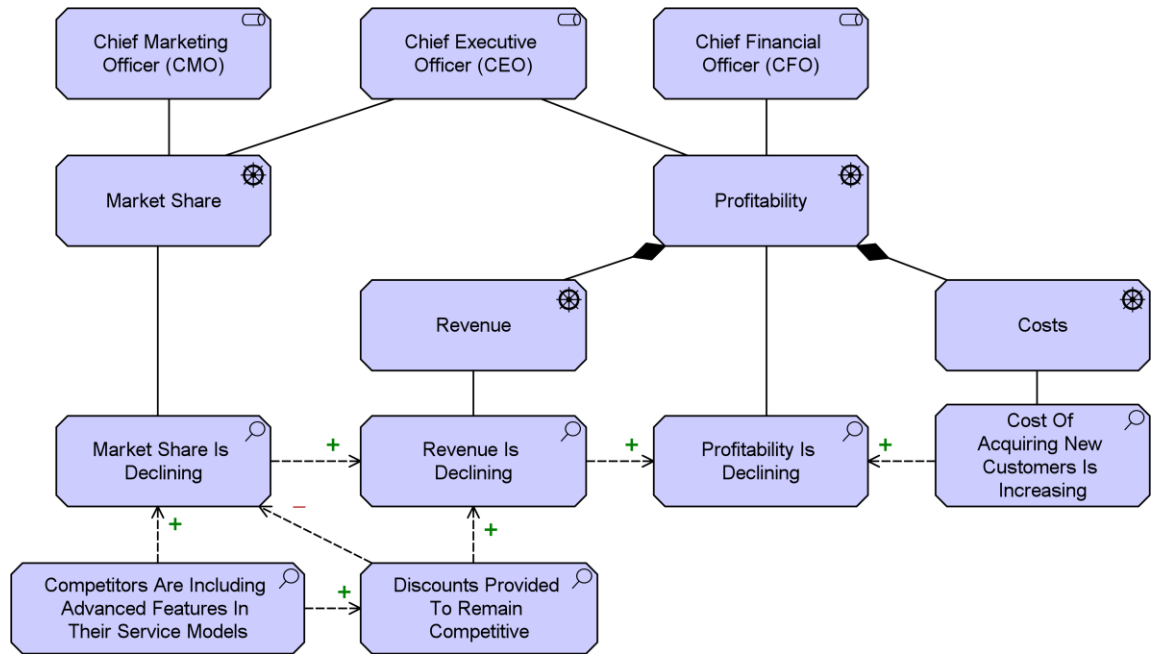 Chief Marketing
Officer (CMO)
Chief Executive
Officer (CEO)
Chief Financial
Officer (CFO)
Market Share
Profitability
Revenue
Costs
Market Share Is
Declining
+
Revenue Is
Declining
+
Profitability Is
Declining
+
Cost Of
Acquiring New
Customers Is
Increasing
+
−
+
Competitors Are Including
Advanced Features In
Their Service Models
+
Discounts Provided
To Remain
Competitive